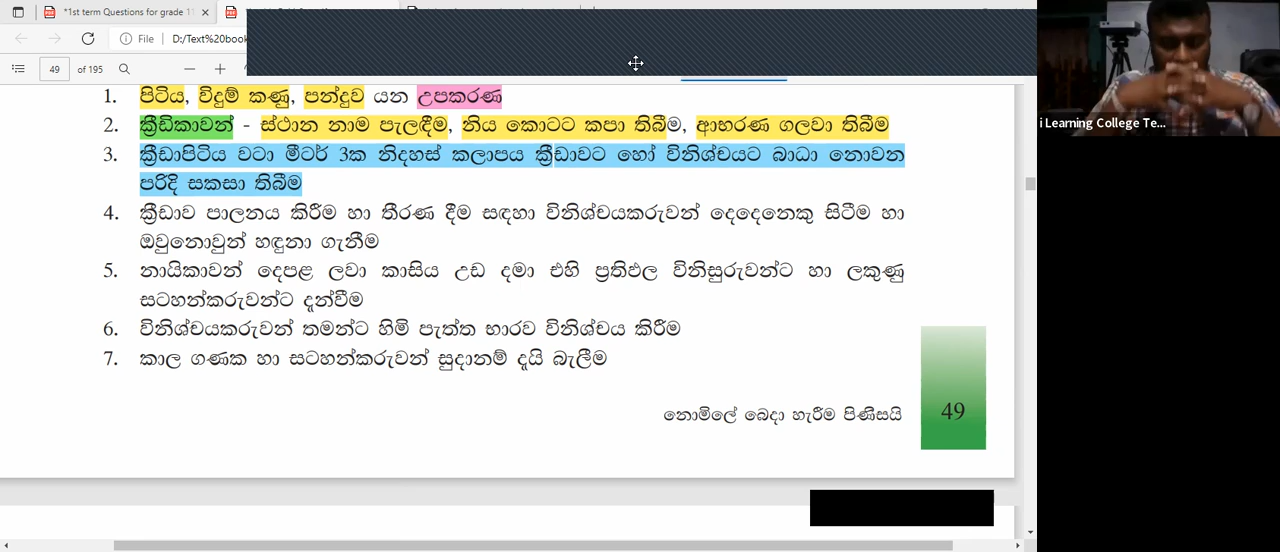 *1st term Questions for grade 11
File
D:/Text%20book
49 of 195
1. පිටිය, විදුම් කණු, පන්දුව යන උපකරණ
2. ක්‍රීඩිකාවන් - ස්ථාන නාම පැලඳීම, නිය කොටට කපා තිබීම, ආභරණ ගලවා තිබීම
3. ක්‍රීඩාපිටිය වටා මීටර් 3ක නිදහස් කලාපය ක්‍රීඩාවට හෝ විනිශ්චයට බාධා නොවන
පරිදි සකසා තිබීම
4. ක්‍රීඩාව පාලනය කිරීම හා තීරණ දීම සඳහා විනිශ්චයකරුවන් දෙදෙනෙකු සිටීම හා
ඔවුනොවුන් හඳුනා ගැනීම
5. නායිකාවන් දෙපළ ලවා කාසිය උඩ දමා එහි ප්‍රතිඵල විනිසුරුවන්ට හා ලකුණු
සටහන්කරුවන්ට දැන්වීම
6. විනිශ්චයකරුවන් තමන්ට හිමි පැත්ත භාරව විනිශ්චය කිරීම
7. කාල ගණක හා සටහන්කරුවන් සුදානම් දැයි බැලීම
නොමිලේ බෙදා හැරීම පිණිසයි
49
i Learning College Te...